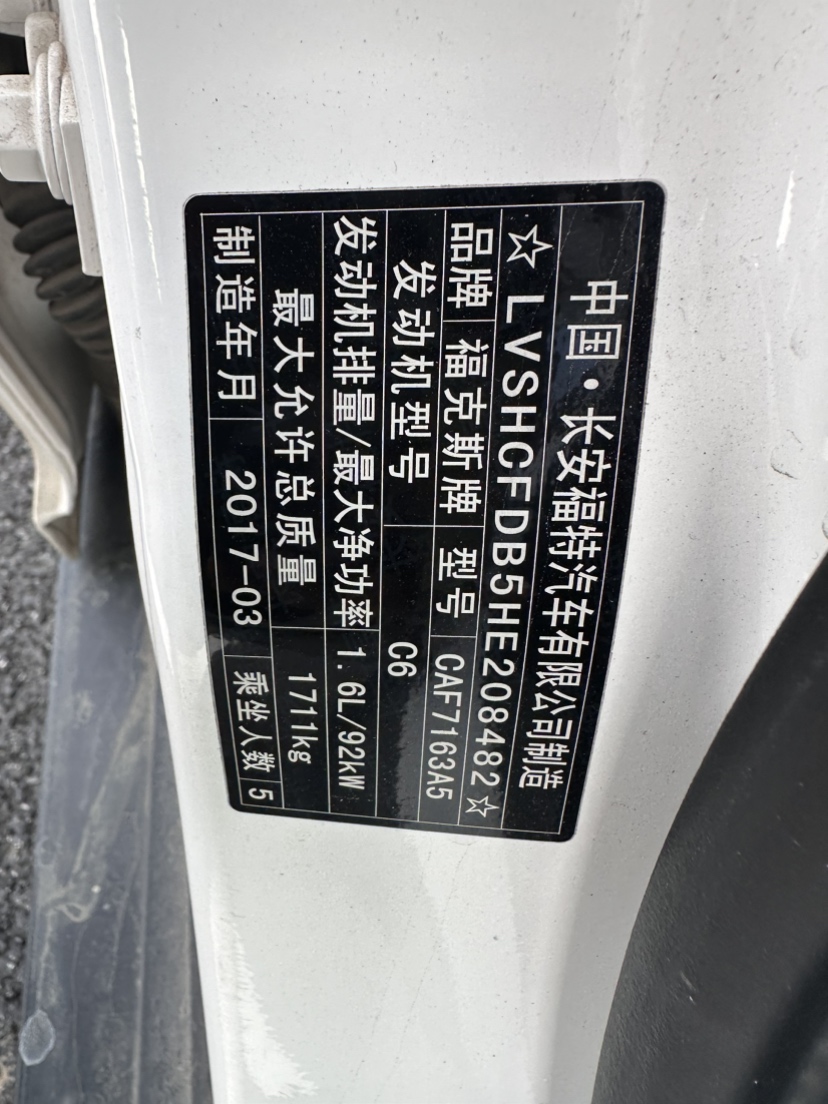 中国·长安福特汽车有限公司制造
☆LVSHCFDB5HE208482☆
品牌 福克斯牌 型号 CAF7163A5
发动机型号 C6
发动机排量/最大净功率 1.6L/92kW
最大允许总质量 1711kg
制造年月 2017-03 乘坐人数 5